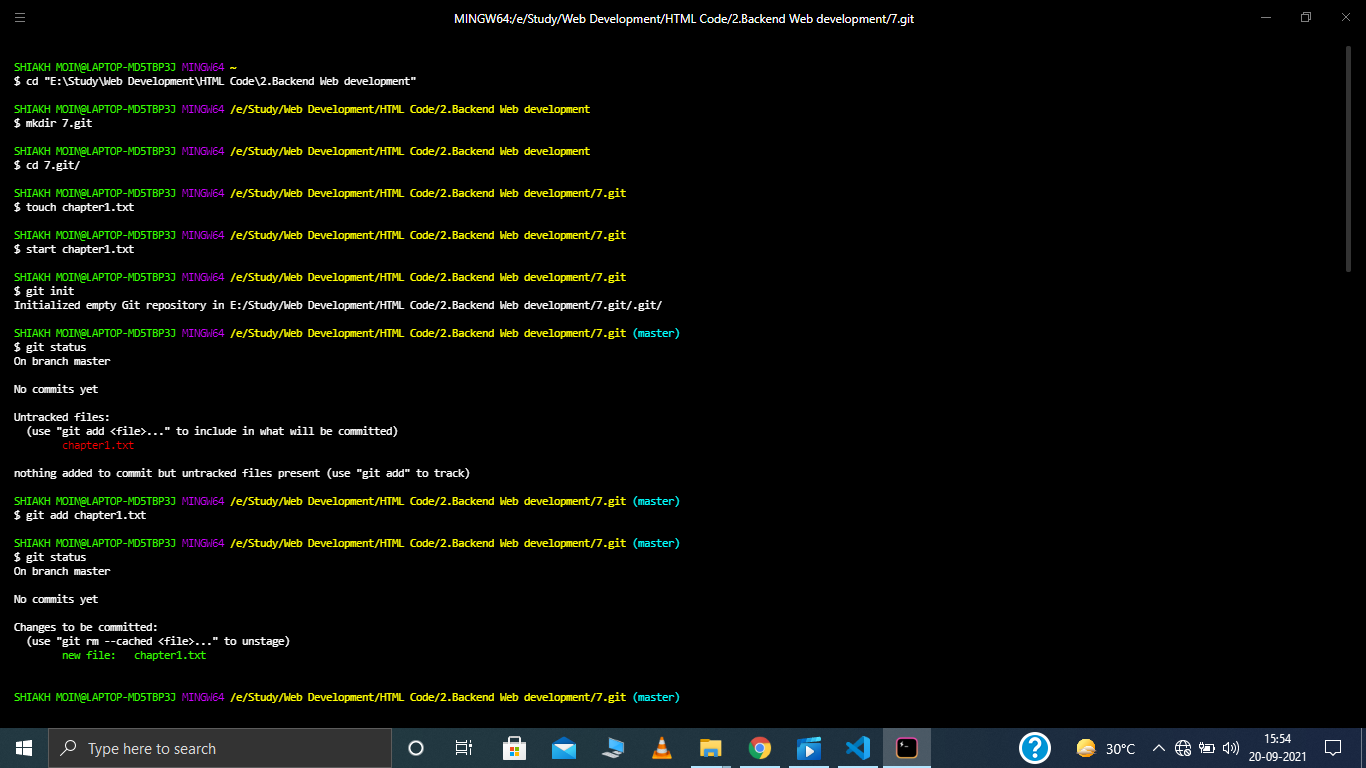 MINGW64:/e/Study/Web Development/HTML Code/2.Backend Web development/7.git
SHIAKH MOIN@LAPTOP-MD5TBP3J MINGW64 ~
$ cd "E:\Study\Web Development\HTML Code\2.Backend Web development"
SHIAKH MOIN@LAPTOP-MD5TBP3J MINGW64 /e/Study/Web Development/HTML Code/2.Backend Web development
$ mkdir 7.git
SHIAKH MOIN@LAPTOP-MD5TBP3J MINGW64 /e/Study/Web Development/HTML Code/2.Backend Web development
$ cd 7.git/
SHIAKH MOIN@LAPTOP-MD5TBP3J MINGW64 /e/Study/Web Development/HTML Code/2.Backend Web development/7.git
$ touch chapter1.txt
SHIAKH MOIN@LAPTOP-MD5TBP3J MINGW64 /e/Study/Web Development/HTML Code/2.Backend Web development/7.git
$ start chapter1.txt
SHIAKH MOIN@LAPTOP-MD5TBP3J MINGW64 /e/Study/Web Development/HTML Code/2.Backend Web development/7.git
$ git init
Initialized empty Git repository in E:/Study/Web Development/HTML Code/2.Backend Web development/7.git/.git/
SHIAKH MOIN@LAPTOP-MD5TBP3J MINGW64 /e/Study/Web Development/HTML Code/2.Backend Web development/7.git (master)
$ git status
On branch master
No commits yet
Untracked files:
(use "git add <file>..." to include in what will be committed)
chapter1.txt
nothing added to commit but untracked files present (use "git add" to track)
SHIAKH MOIN@LAPTOP-MD5TBP3J MINGW64 /e/Study/Web Development/HTML Code/2.Backend Web development/7.git (master)
$ git add chapter1.txt
SHIAKH MOIN@LAPTOP-MD5TBP3J MINGW64 /e/Study/Web Development/HTML Code/2.Backend Web development/7.git (master)
$ git status
On branch master
No commits yet
Changes to be committed:
(use "git rm --cached <file>..." to unstage)
new file:   chapter1.txt
SHIAKH MOIN@LAPTOP-MD5TBP3J MINGW64 /e/Study/Web Development/HTML Code/2.Backend Web development/7.git (master)
Type here to search
30°C
15:54
20-09-2021